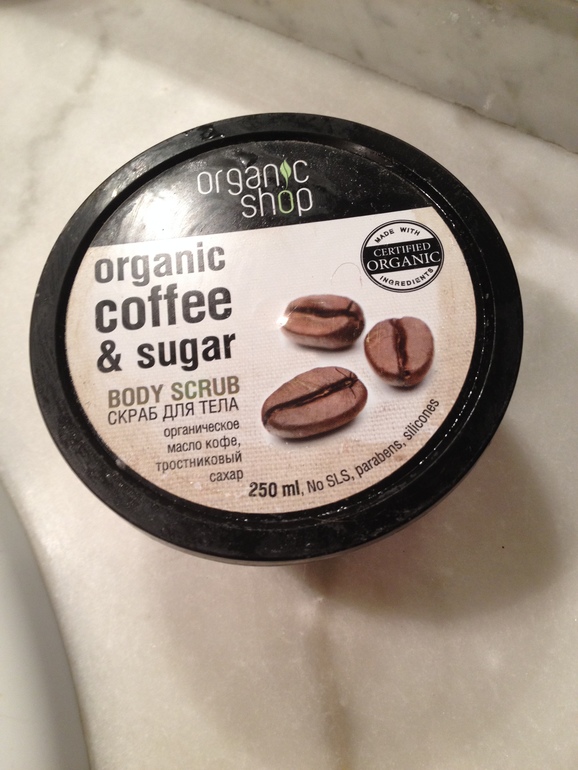 organic
shop
MADE WITH
CERTIFIED
ORGANIC
INGREDIENTS
organic
coffee
& sugar
BODY SCRUB
СКРАБ ДЛЯ ТЕЛА
органическое
масло кофе,
тростниковый
сахар
250 ml, No SLS, parabens, silicones